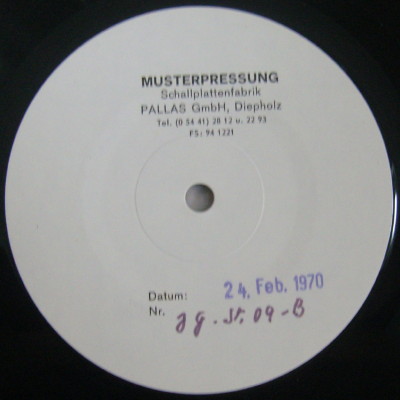 MUSTERPRESSUNG
Schallplattenfabrik
PALLAS GmbH, Diepholz
Tel. (0 54 41) 28 12 u. 22 93
FS: 94 1221
Datum: 24. Feb. 1970
Nr.